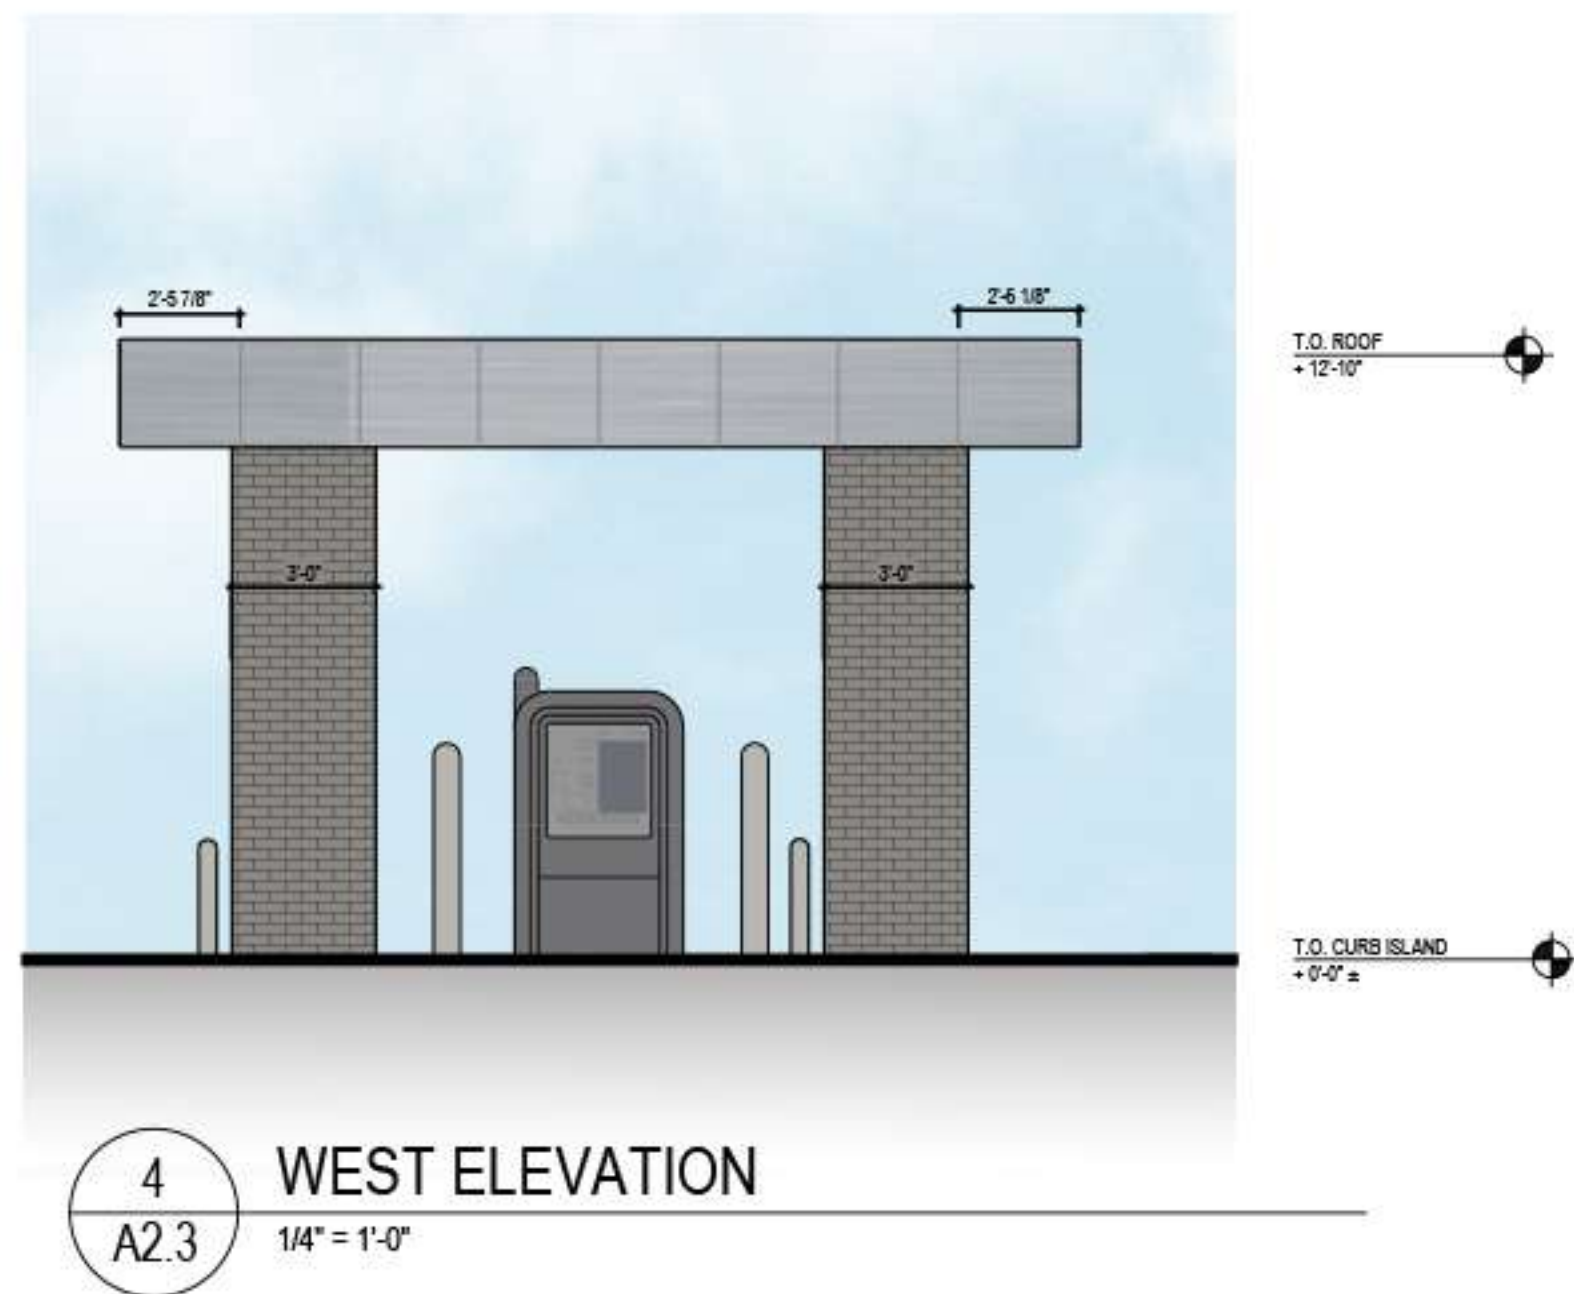 2'-5 7/8"
2'-6 1/8"
T.O. ROOF
+ 12'-10"
3'-0"
3'-0"
T.O. CURB ISLAND
+ 0'-0" ±
4
A2.3
WEST ELEVATION
1/4" = 1'-0"